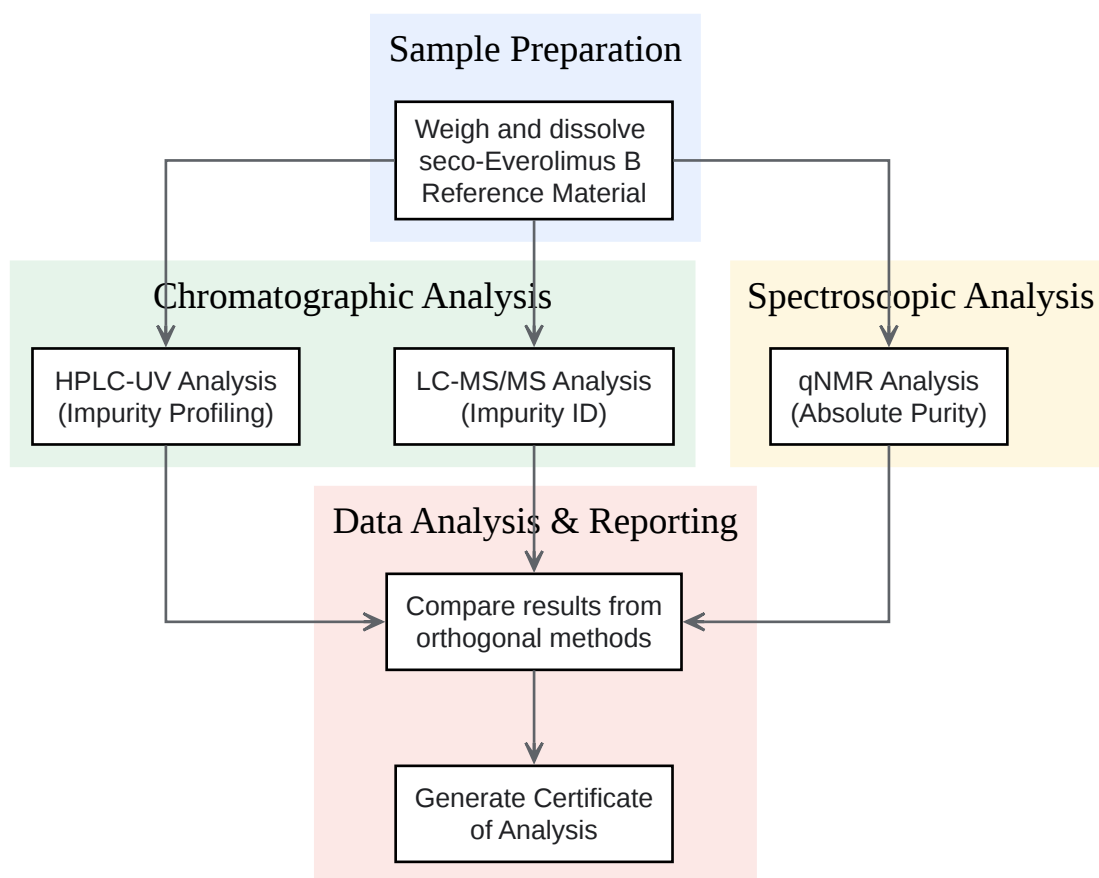 Sample Preparation
Weigh and dissolve
seco-Everolimus B
Reference Material
Chromatographic Analysis
Spectroscopic Analysis
HPLC-UV Analysis
(Impurity Profiling)
LC-MS/MS Analysis
(Impurity ID)
qNMR Analysis
(Absolute Purity)
Data Analysis & Reporting
Compare results from
orthogonal methods
Generate Certificate
of Analysis